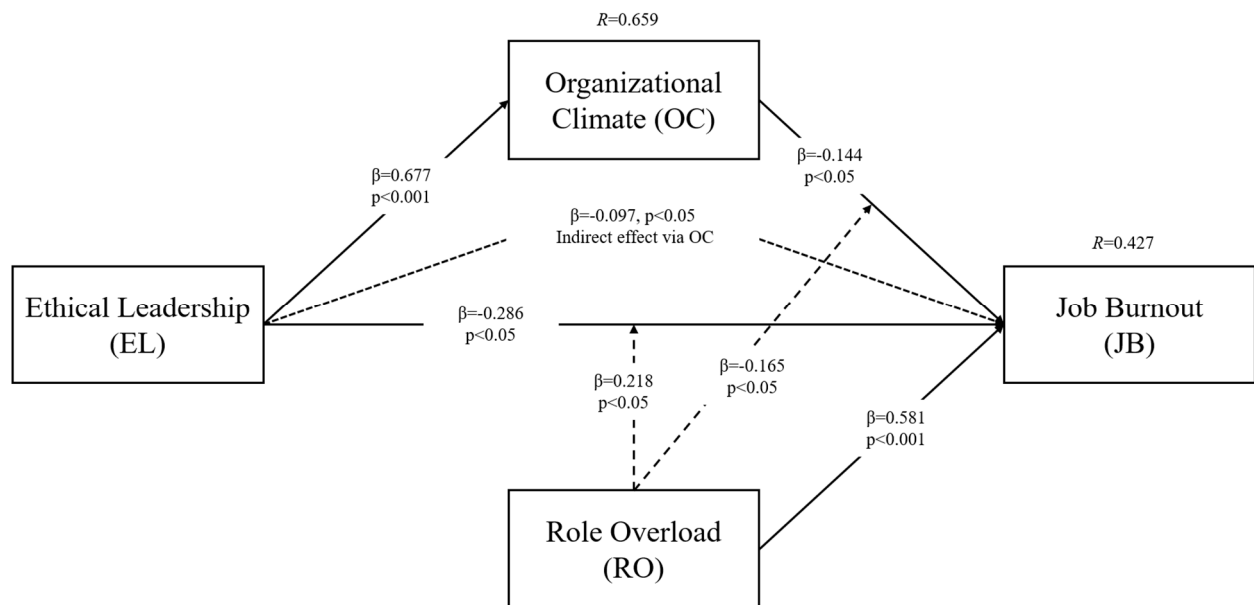 R=0.659
Organizational
Climate (OC)
β=0.677
p<0.001
β=-0.144
p<0.05
β=-0.097, p<0.05
Indirect effect via OC
R=0.427
Ethical Leadership
(EL)
β=-0.286
p<0.05
Job Burnout
(JB)
β=0.218
p<0.05
β=-0.165
p<0.05
β=0.581
p<0.001
Role Overload
(RO)